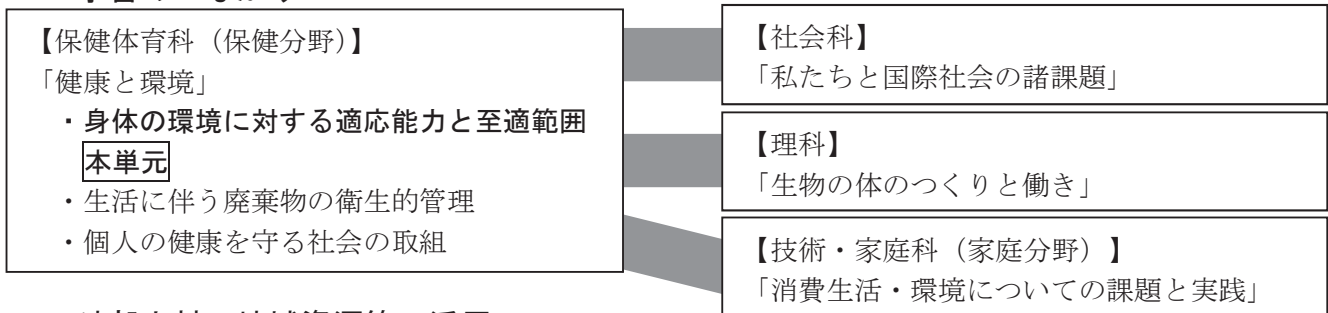 【保健体育科（保健分野）】
「健康と環境」
・身体の環境に対する適応能力と至適範囲
本単元
・生活に伴う廃棄物の衛生的管理
・個人の健康を守る社会の取組
【社会科】
「私たちと国際社会の諸課題」
【理科】
「生物の体のつくりと働き」
【技術・家庭科（家庭分野）】
「消費生活・環境についての課題と実践」